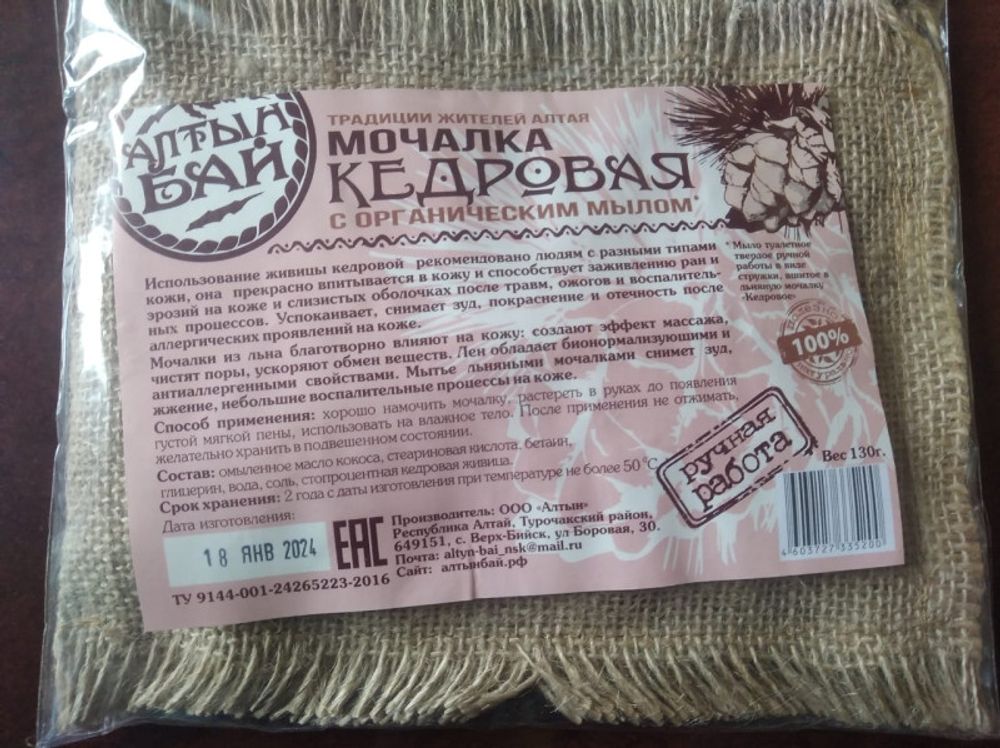 АЛТЫН
БАЙ
ТРАДИЦИИ ЖИТЕЛЕЙ АЛТАЯ
МОЧАЛКА
КЕДРОВАЯ
С ОРГАНИЧЕСКИМ МЫЛОМ*
* Мыло туалетное
твердое ручной
работы в виде
стружки, вшитое в
льняную мочалку
«Кедровое»
Использование живицы кедровой рекомендовано людям с разными типами
кожи, она прекрасно впитывается в кожу и способствует заживлению ран и
эрозий на коже и слизистых оболочках после травм, ожогов и воспалитель-
ных процессов. Успокаивает, снимает зуд, покраснение и отечность после
аллергических проявлений на коже.
Мочалки из льна благотворно влияют на кожу: создают эффект массажа,
чистят поры, ускоряют обмен веществ. Лен обладает бионормализующими и
антиаллергенными свойствами. Мытье льняными мочалками снимет зуд,
жжение, небольшие воспалительные процессы на коже.
Способ применения: хорошо намочить мочалку, растереть в руках до появления
густой мягкой пены, использовать на влажное тело. После применения не отжимать,
желательно хранить в подвешенном состоянии.
Состав: омыленное масло кокоса, стеариновая кислота, бетаин,
глицерин, вода, соль, стопроцентная кедровая живица.
Срок хранения: 2 года с даты изготовления при температуре не более 50 °С
Дата изготовления:
18 ЯНВ 2024
ТУ 9144-001-24265223-2016
ЕАС
Производитель: ООО «Алтын»
Республика Алтай, Турочакский район,
649151, с. Верх-Бийск, ул Боровая, 30.
Почта: altyn-bai_nsk@mail.ru
Сайт: алтынбай.рф
100%
ручная
работа
Вес 130г.
4 603727 335200